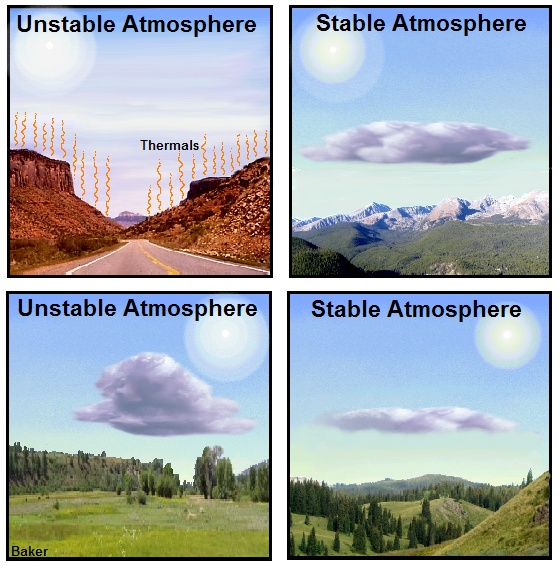 Unstable Atmosphere
Stable Atmosphere
Thermals
Unstable Atmosphere
Stable Atmosphere
Baker